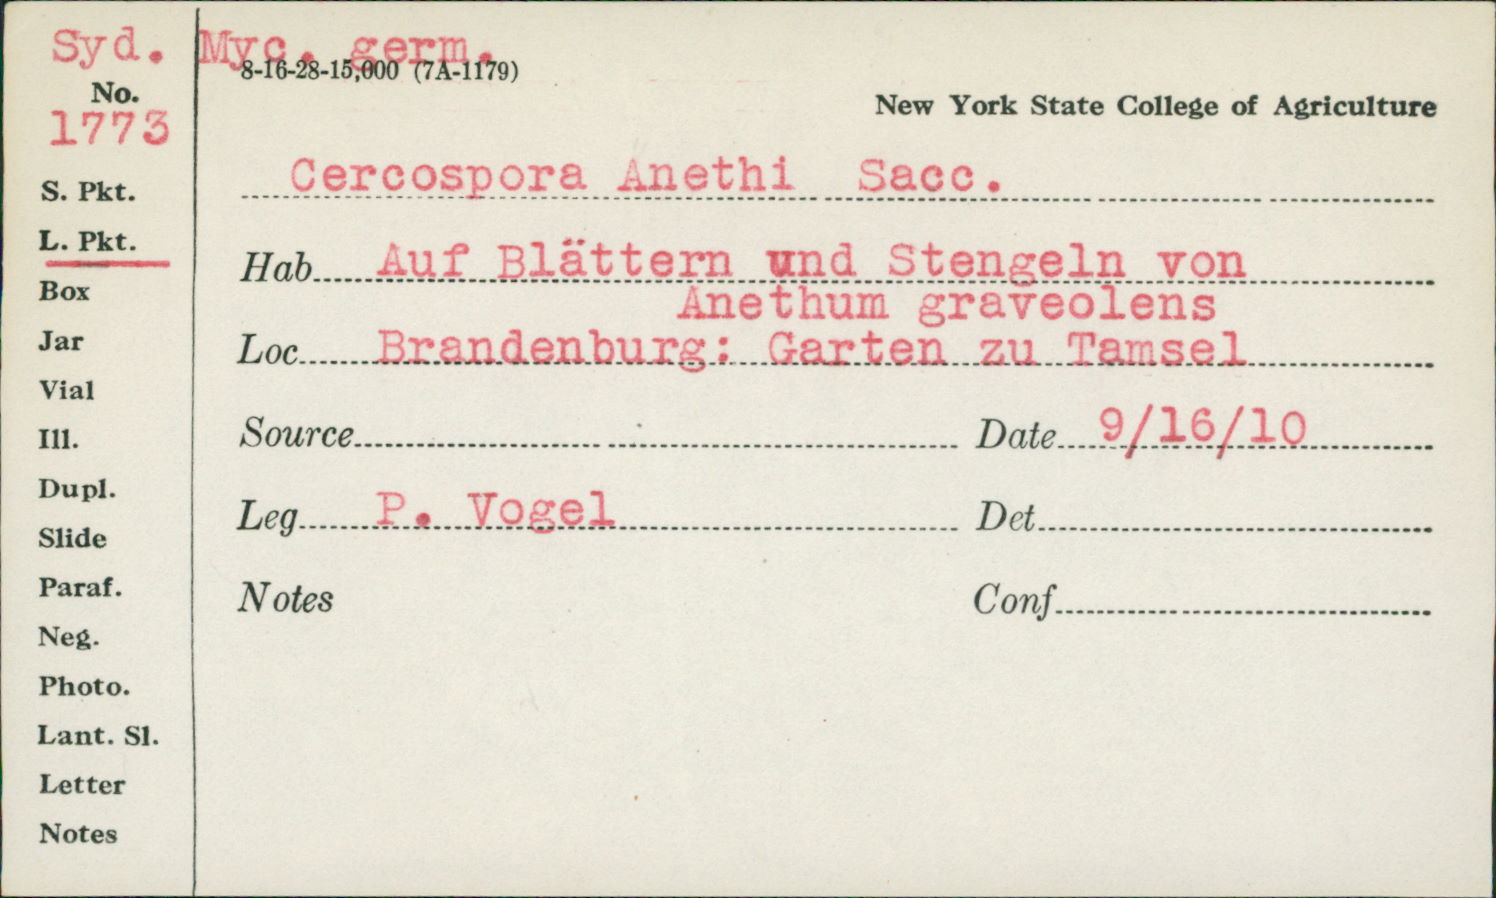 Syd. Myc. germ.
8-16-28-15,000 (7A-1179)
No.
1773
New York State College of Agriculture
Cercospora Anethi Sacc.
S. Pkt.
L. Pkt.
Hab. Auf Blättern und Stengeln von
Anethum graveolens
Box
Jar
Loc. Brandenburg: Garten zu Tamsel
Vial
Ill.
Source Date 9/16/10
Dupl.
Leg. P. Vogel Det.
Slide
Paraf.
Notes Conf.
Neg.
Photo.
Lant. Sl.
Letter
Notes